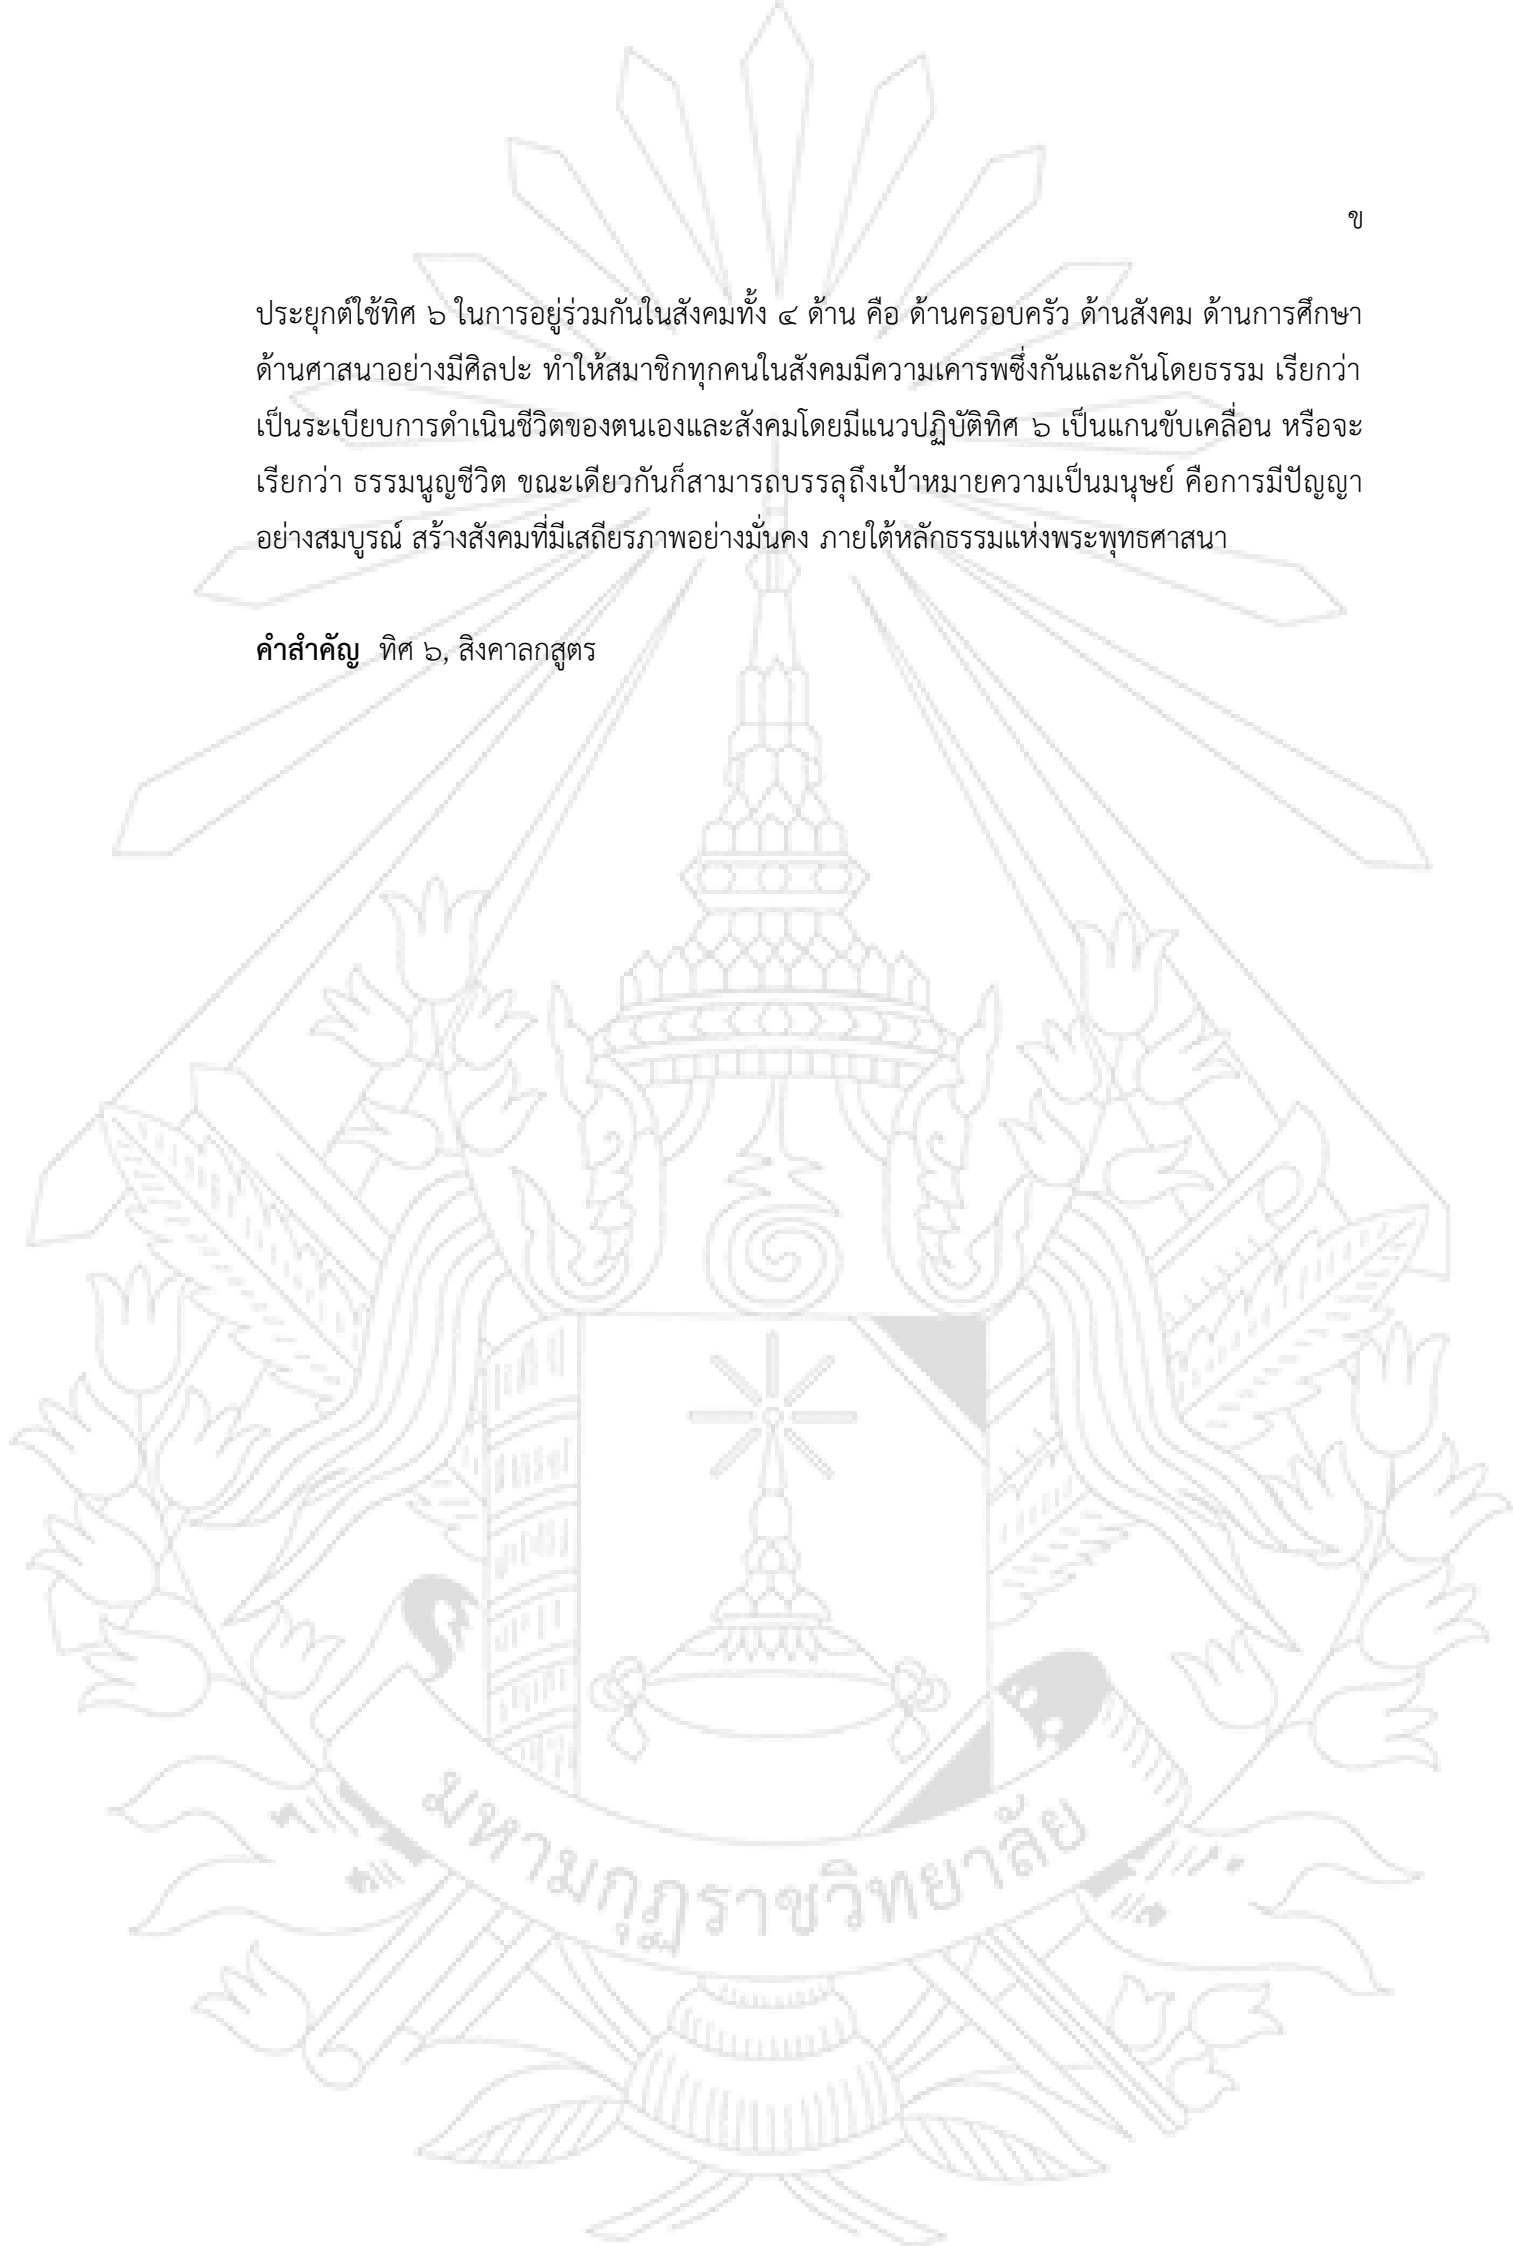 ข
ประยุกต์ใช้ทิศ ๖ ในการอยู่ร่วมกันในสังคมทั้ง ๔ ด้าน คือ ด้านครอบครัว ด้านสังคม ด้านการศึกษา
ด้านศาสนาอย่างมีศิลปะ ทำให้สมาชิกทุกคนในสังคมมีความเคารพซึ่งกันและกันโดยธรรม เรียกว่า
เป็นระเบียบการดำเนินชีวิตของตนเองและสังคมโดยมีแนวปฏิบัติทิศ ๖ เป็นแกนขับเคลื่อน หรือจะ
เรียกว่า ธรรมนูญชีวิต ขณะเดียวกันก็สามารถบรรลุถึงเป้าหมายความเป็นมนุษย์ คือการมีปัญญา
อย่างสมบูรณ์ สร้างสังคมที่มีเสถียรภาพอย่างมั่นคง ภายใต้หลักธรรมแห่งพระพุทธศาสนา
คำสำคัญ ทิศ ๖, สิงคาลกสูตร
มหามกุฏราชวิทยาลัย